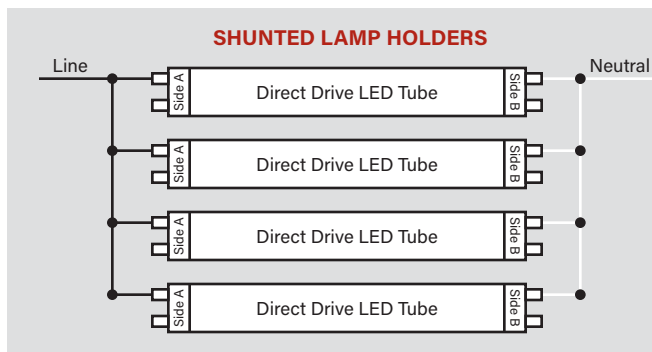 SHUNTED LAMP HOLDERS
Line
Neutral
Side A
Direct Drive LED Tube
Side B
Side A
Direct Drive LED Tube
Side B
Side A
Direct Drive LED Tube
Side B
Side A
Direct Drive LED Tube
Side B